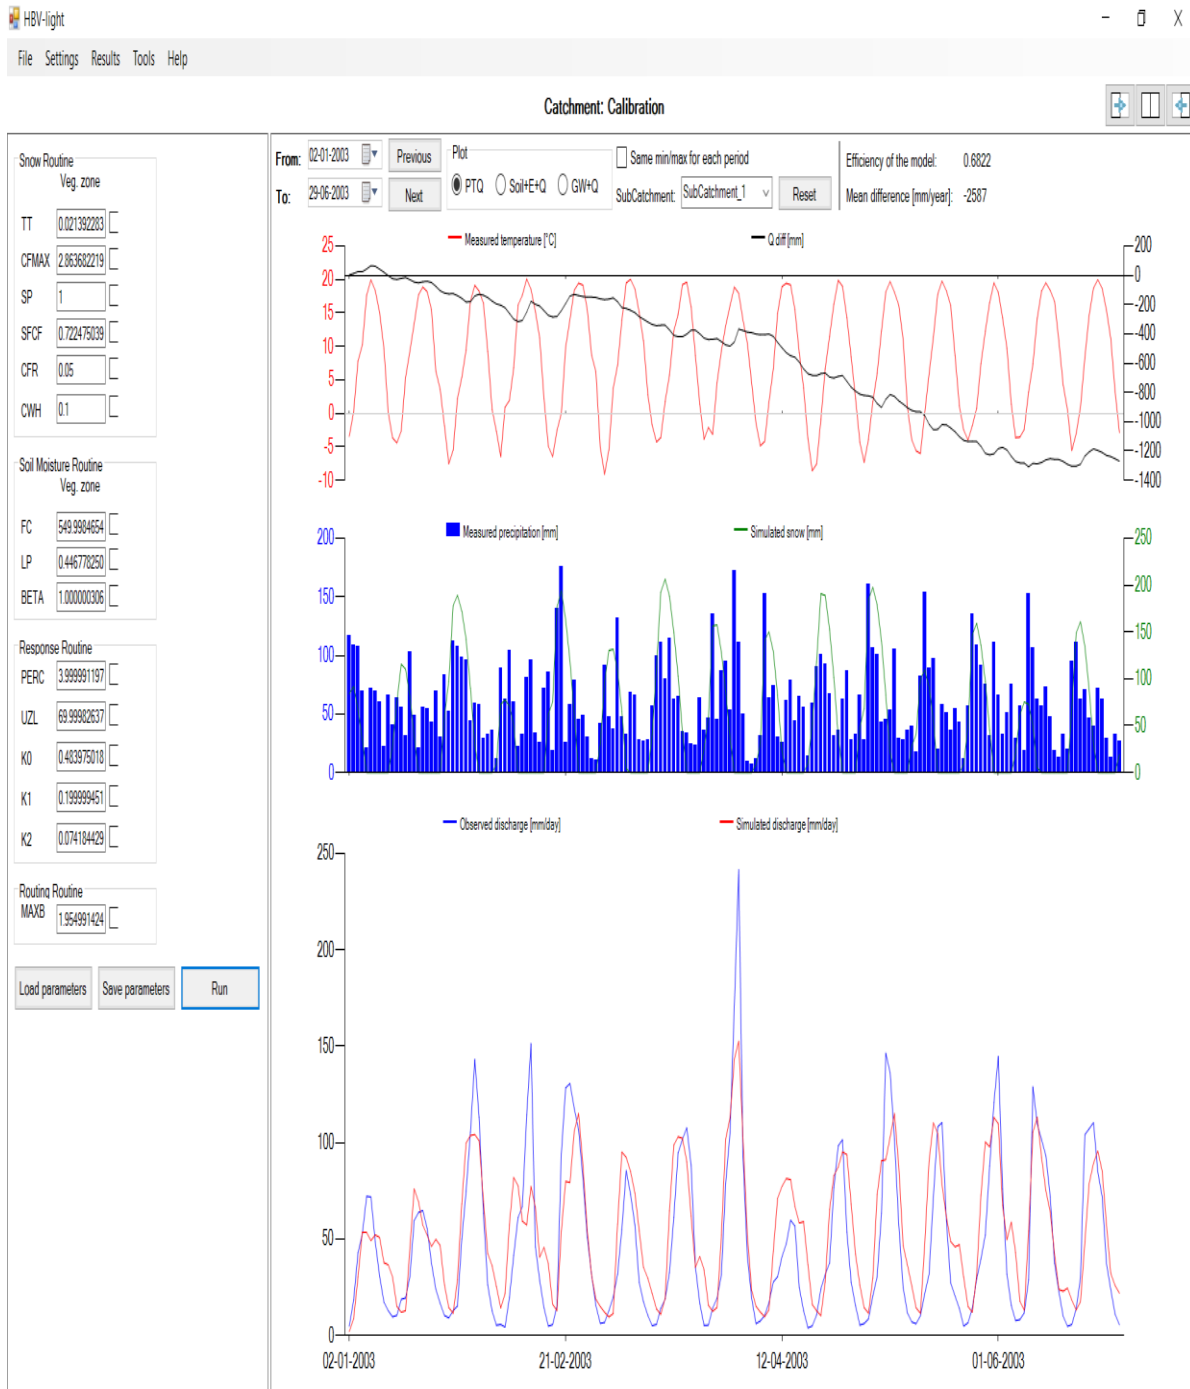 HBV-light
File Settings Results Tools Help
Catchment: Calibration
Snow Routine
Veg. zone
TT 0.021392283
CFMAX 2.863682219
SP 1
SFCF 0.722475039
CFR 0.05
CWH 0.1
Soil Moisture Routine
Veg. zone
FC 549.9984654
LP 0.446778250
BETA 1.000000306
Response Routine
PERC 3.999991197
UZL 69.99982637
K0 0.483975018
K1 0.199999451
K2 0.074184429
Routing Routine
MAXB 1.954991424
Load parameters Save parameters Run
From: 02-01-2003 Previous
To: 29-06-2003 Next
Plot
PTQ Soil+E+Q GW+Q
Same min/max for each period
SubCatchment: SubCatchment_1 Reset
Efficiency of the model: 0.6822
Mean difference [mm/year]: -2587
Measured temperature [°C] Q diff [mm]
25
20
15
10
5
0
-5
-10
200
0
-200
-400
-600
-800
-1000
-1200
-1400
Measured precipitation [mm] Simulated snow [mm]
200
150
100
50
0
250
200
150
100
50
0
Observed discharge [mm/day] Simulated discharge [mm/day]
250
200
150
100
50
0
02-01-2003 21-02-2003 12-04-2003 01-06-2003